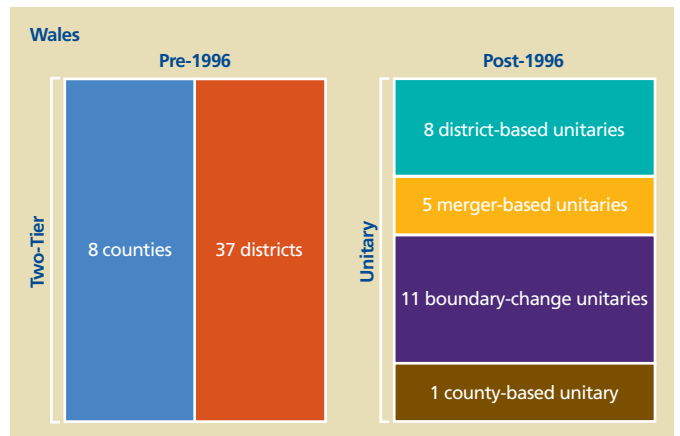 Wales
Pre-1996
Two-Tier
8 counties
37 districts
Post-1996
Unitary
8 district-based unitaries
5 merger-based unitaries
11 boundary-change unitaries
1 county-based unitary